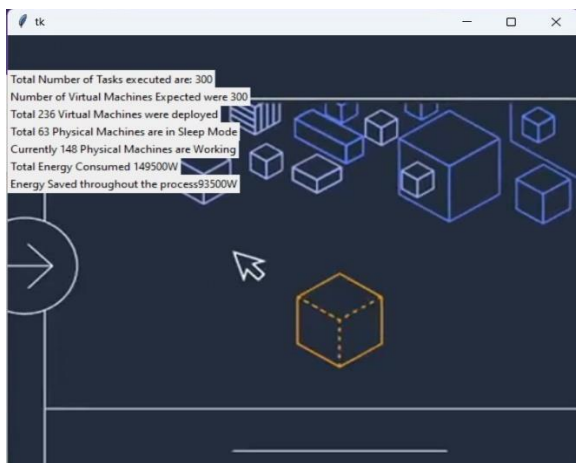 tk
Total Number of Tasks executed are: 300
Number of Virtual Machines Expected were 300
Total 236 Virtual Machines were deployed
Total 63 Physical Machines are in Sleep Mode
Currently 148 Physical Machines are Working
Total Energy Consumed 149500W
Energy Saved throughout the process93500W